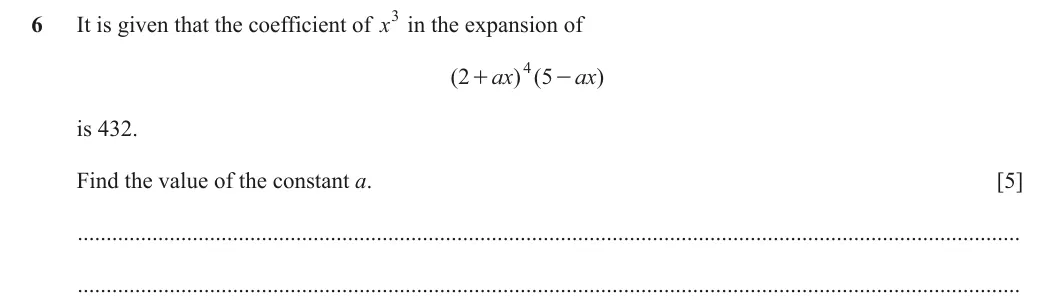 6 It is given that the coefficient of x³ in the expansion of
(2+ax)⁴(5−ax)
is 432.
Find the value of the constant a. [5]